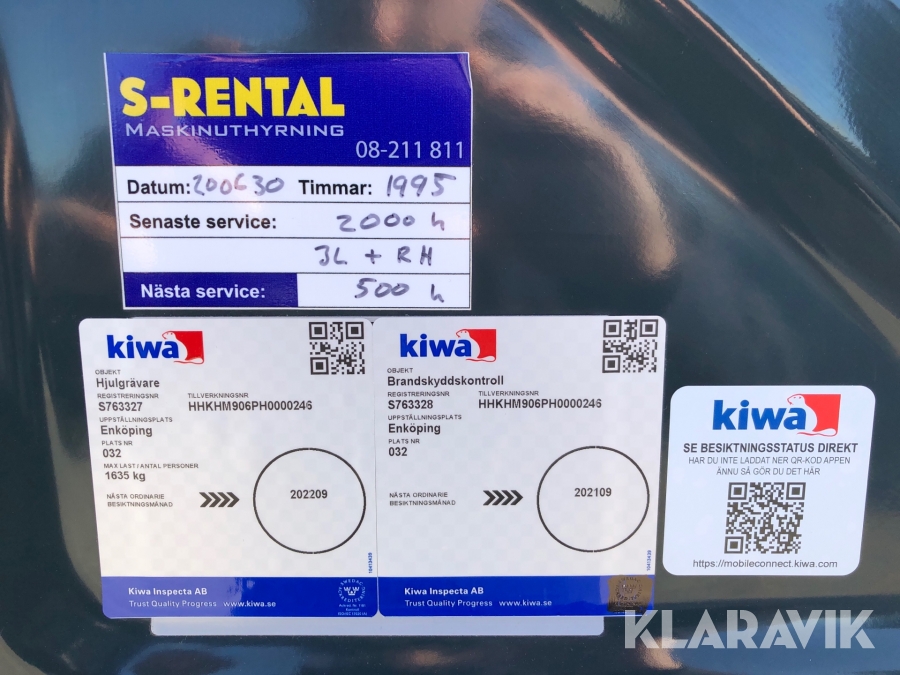 S-RENTAL
MASKINUTHYRNING
08-211 811
Datum: 200630 Timmar: 1995
Senaste service: 2000 h
JL + RH
Nästa service: 500 h
kiwa
OBJEKT
Hjulgrävare
REGISTRERINGSNR TILLVERKNINGSNR
S763327 HHKHM906PH0000246
UPPSTÄLLNINGSPLATS
Enköping
PLATS NR
032
MAX LAST / ANTAL PERSONER
1635 kg
NÄSTA ORDINARIE
BESIKTNINGSMÅNAD
202209
Kiwa Inspecta AB
Trust Quality Progress www.kiwa.se
kiwa
OBJEKT
Brandskyddskontroll
REGISTRERINGSNR TILLVERKNINGSNR
S763328 HHKHM906PH0000246
UPPSTÄLLNINGSPLATS
Enköping
PLATS NR
032
NÄSTA ORDINARIE
BESIKTNINGSMÅNAD
202109
Kiwa Inspecta AB
Trust Quality Progress www.kiwa.se
kiwa
SE BESIKTNINGSSTATUS DIREKT
HAR DU INTE LADDAT NER QR-KOD APPEN
ÄNNU SÅ GÖR DU DET HÄR
https://mobileconnect.kiwa.com
KLARAVIK